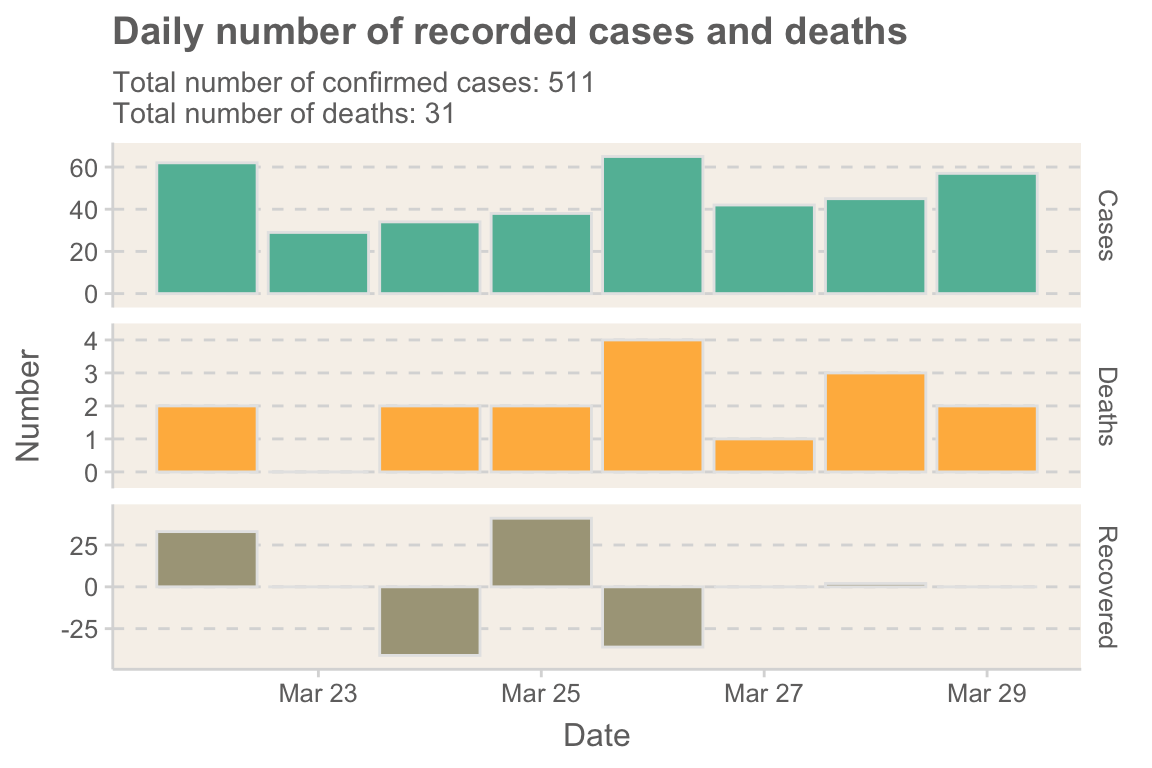 Daily number of recorded cases and deaths
Total number of confirmed cases: 511
Total number of deaths: 31
60
40
20
0
Cases
4
3
2
1
0
Deaths
Number
25
0
-25
Recovered
Mar 23
Mar 25
Mar 27
Mar 29
Date